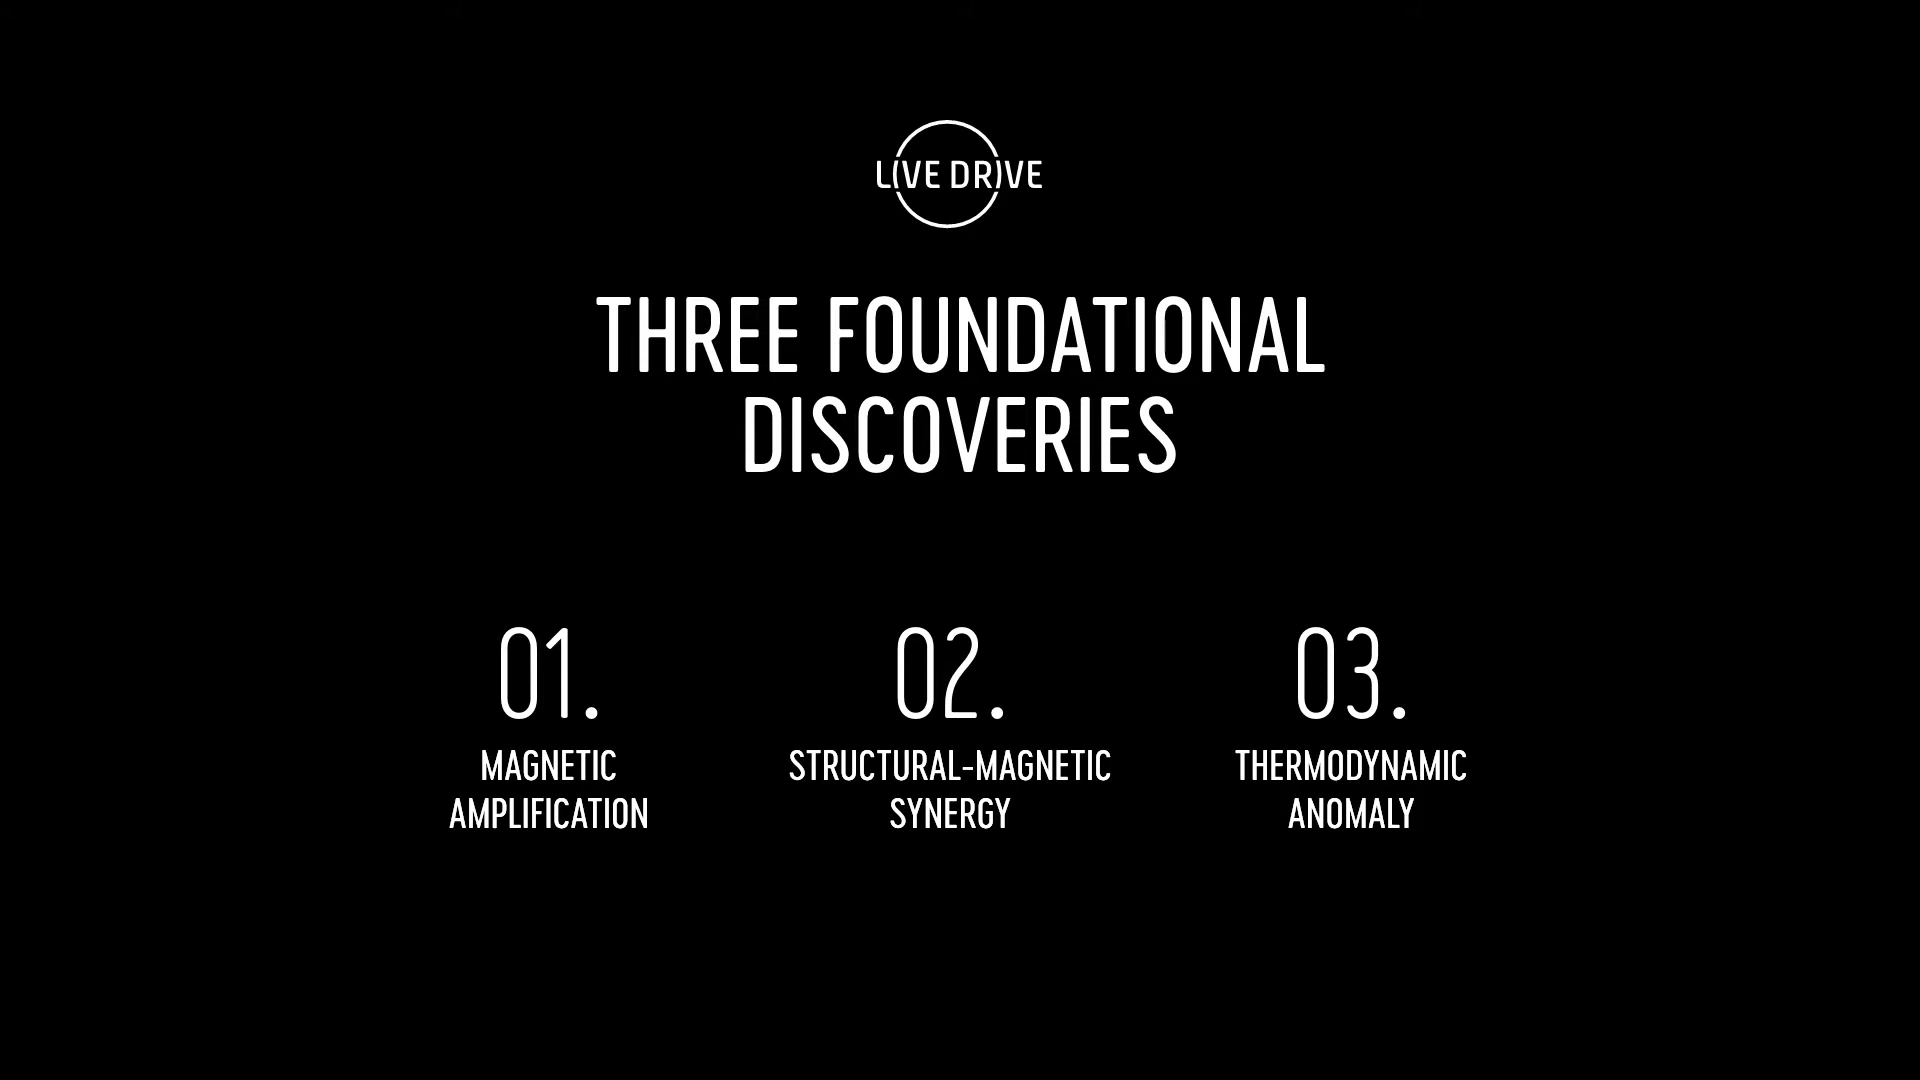 LIVE DRIVE
THREE FOUNDATIONAL
DISCOVERIES
01.
MAGNETIC
AMPLIFICATION
02.
STRUCTURAL-MAGNETIC
SYNERGY
03.
THERMODYNAMIC
ANOMALY